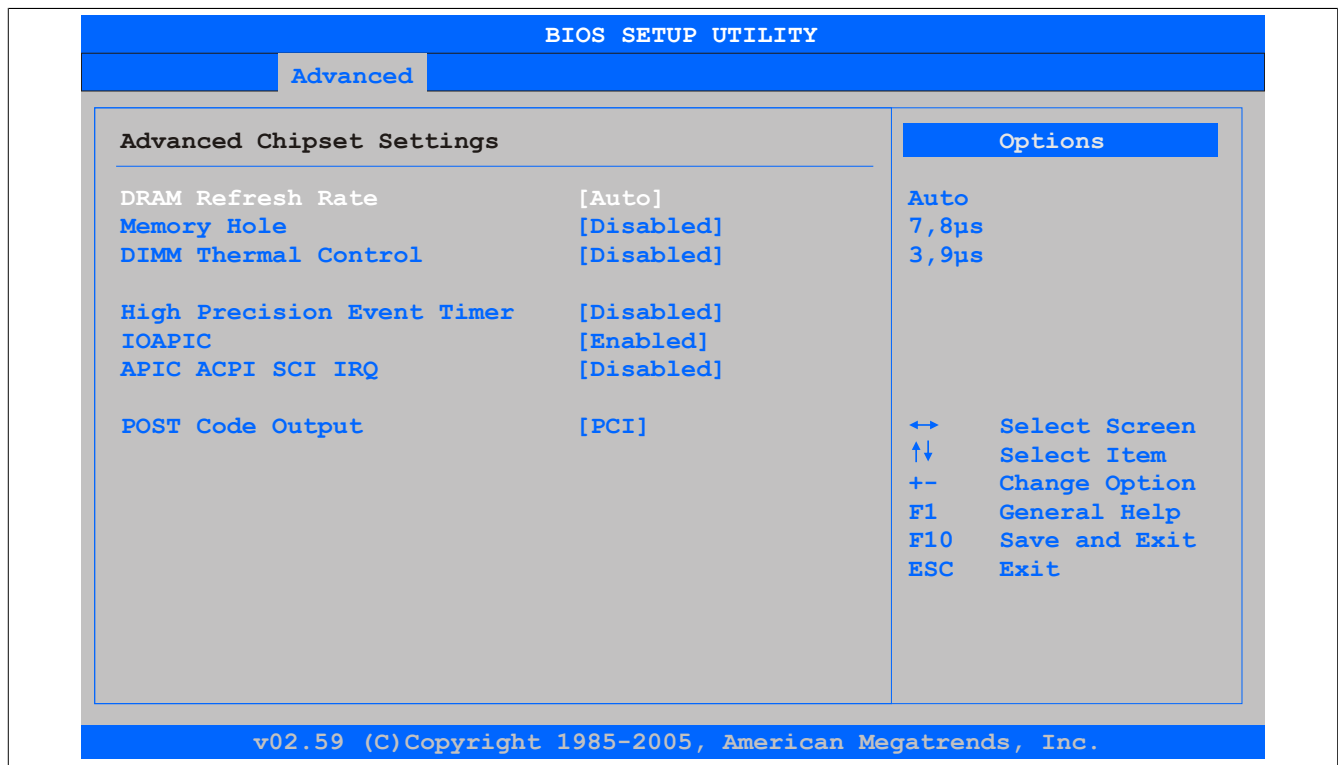 BIOS SETUP UTILITY
Advanced
Advanced Chipset Settings
DRAM Refresh Rate [Auto]
Memory Hole [Disabled]
DIMM Thermal Control [Disabled]
High Precision Event Timer [Disabled]
IOAPIC [Enabled]
APIC ACPI SCI IRQ [Disabled]
POST Code Output [PCI]
Options
Auto
7,8µs
3,9µs
↔ Select Screen
↑↓ Select Item
+- Change Option
F1 General Help
F10 Save and Exit
ESC Exit
v02.59 (C)Copyright 1985-2005, American Megatrends, Inc.